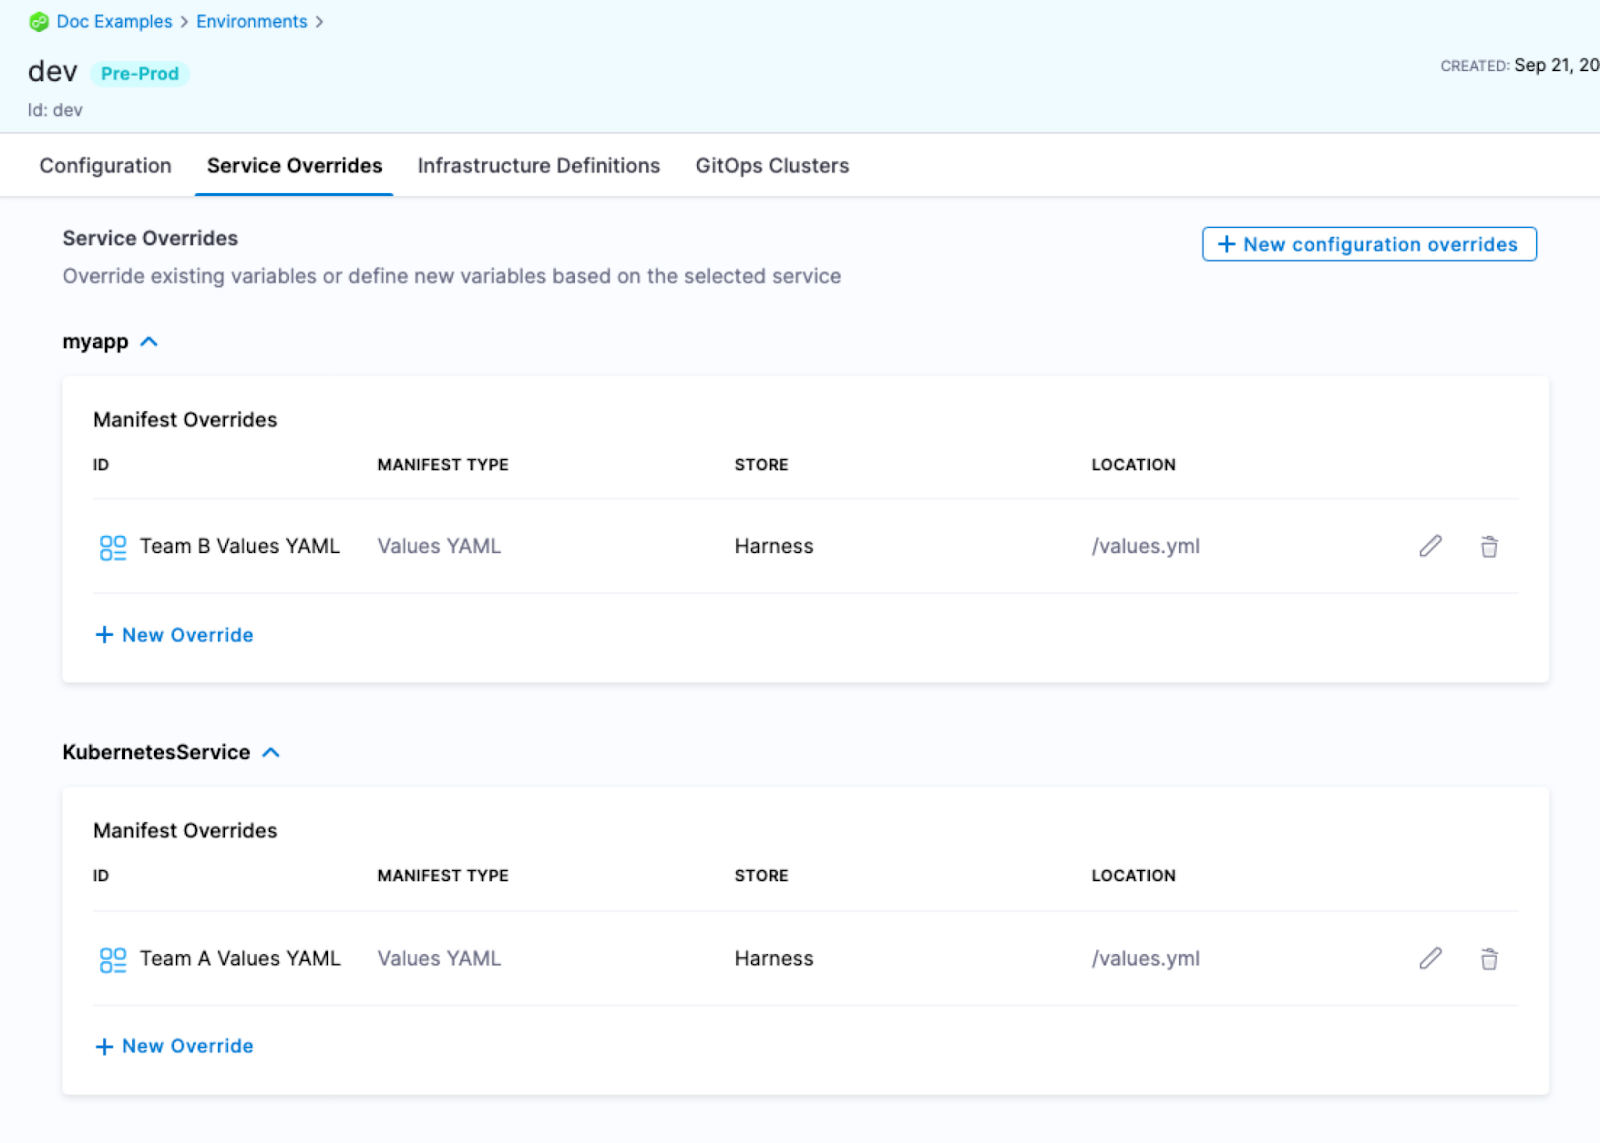 Doc Examples > Environments >
dev Pre-Prod
CREATED: Sep 21, 20
Id: dev
Configuration Service Overrides Infrastructure Definitions GitOps Clusters
Service Overrides
+ New configuration overrides
Override existing variables or define new variables based on the selected service
myapp
Manifest Overrides
ID MANIFEST TYPE STORE LOCATION
Team B Values YAML Values YAML Harness /values.yml
+ New Override
KubernetesService
Manifest Overrides
ID MANIFEST TYPE STORE LOCATION
Team A Values YAML Values YAML Harness /values.yml
+ New Override